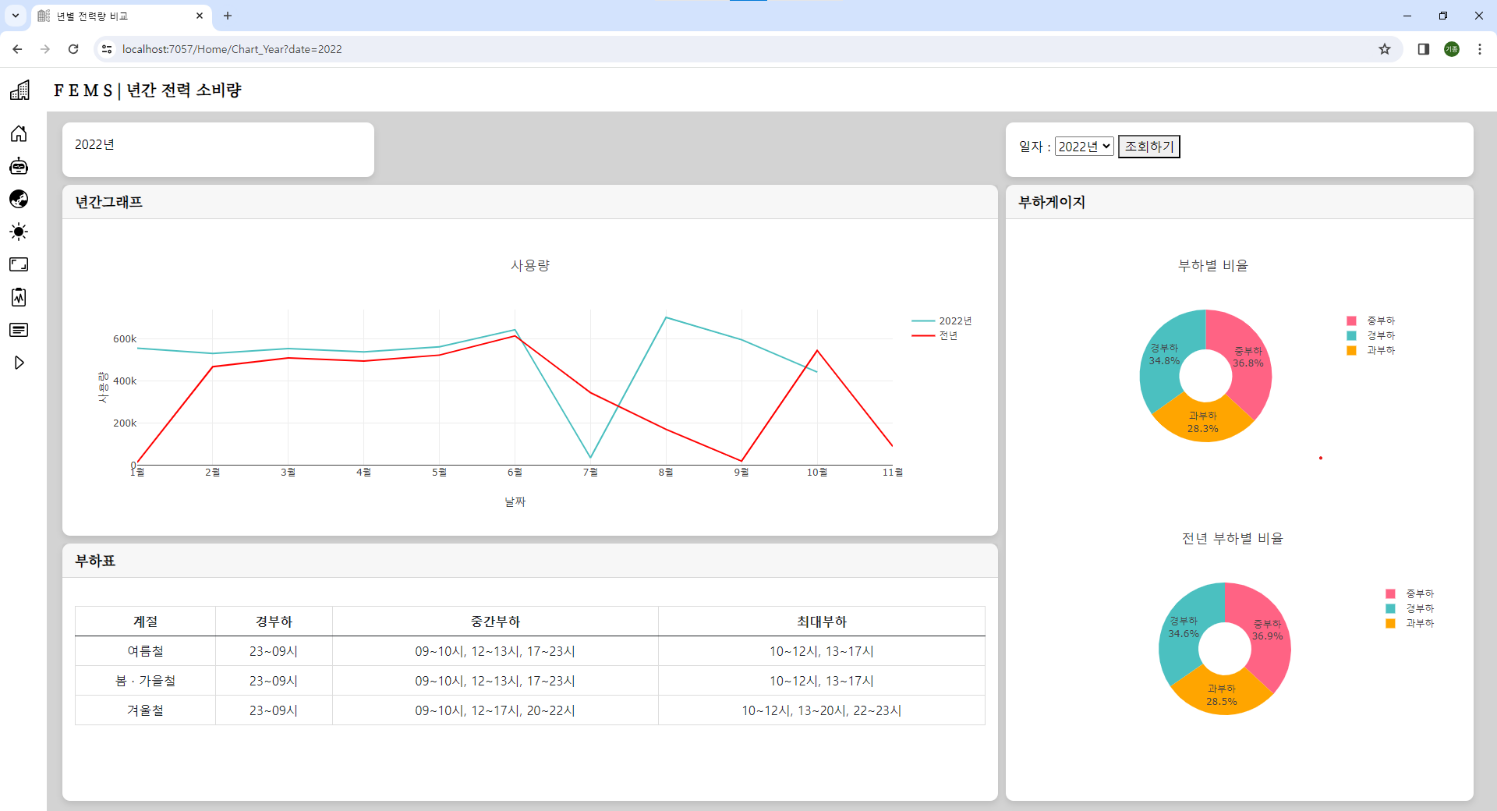 년별 전력량 비교
localhost:7057/Home/Chart_Year?date=2022
기종
F E M S | 년간 전력 소비량
2022년
일자 : 2022년 조회하기
년간그래프
사용량
2022년
전년
사용량
600k
400k
200k
0
1월 2월 3월 4월 5월 6월 7월 8월 9월 10월 11월
날짜
부하게이지
부하별 비율
중부하
경부하
과부하
경부하
34.8%
중부하
36.8%
과부하
28.3%
전년 부하별 비율
중부하
경부하
과부하
경부하
34.6%
중부하
36.9%
과부하
28.5%
부하표
계절 경부하 중간부하 최대부하
여름철 23~09시 09~10시, 12~13시, 17~23시 10~12시, 13~17시
봄 · 가을철 23~09시 09~10시, 12~13시, 17~23시 10~12시, 13~17시
겨울철 23~09시 09~10시, 12~17시, 20~22시 10~12시, 13~20시, 22~23시